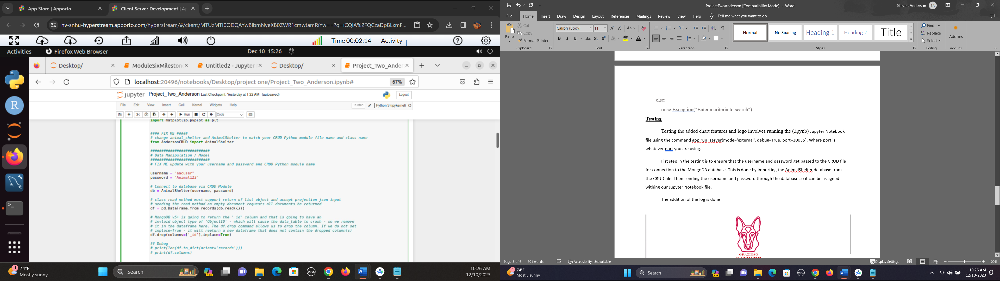 App Store | Apporto
Client Server Development | A
nv-snhu-hyperstream.apporto.com/hyperstream/#/client/MTUzMTI0ODQAYwBlbmNyeXB0ZWR1cmwtamRiYw==?q=iCQIA%2FQCzaDpBLxmF...
Time 00:02:14 Activity
Activities Firefox Web Browser Dec 10 15:26
Desktop/ ModuleSixMileston Untitled2 - Jupyter Desktop/ Project_Two_Ander
localhost:20496/notebooks/Desktop/project one/Project_Two_Anderson.ipynb# 67%
jupyter Project_Two_Anderson Last Checkpoint: Yesterday at 1:32 AM (autosaved) Logout
File Edit View Insert Cell Kernel Widgets Help Trusted Python 3 (ipykernel)
Run Code
import matplotlib.pyplot as plt
#### FIX ME #####
# change animal_shelter and AnimalShelter to match your CRUD Python module file name and class name
from AndersonCRUD import AnimalShelter
###########################
# Data Manipulation / Model
###########################
# FIX ME update with your username and password and CRUD Python module name
username = "aacuser"
password = "Animal123"
# Connect to database via CRUD Module
db = AnimalShelter(username, password)
# class read method must support return of list object and accept projection json input
# sending the read method an empty document requests all documents be returned
df = pd.DataFrame.from_records(db.read({}))
# MongoDB v5+ is going to return the '_id' column and that is going to have an
# invlaid object type of 'ObjectID' - which will cause the data_table to crash - so we remove
# it in the dataframe here. The df.drop command allows us to drop the column. If we do not set
# inplace=True - it will reeturn a new dataframe that does not contain the dropped column(s)
df.drop(columns=['_id'],inplace=True)
## Debug
# print(len(df.to_dict(orient='records')))
# print(df.columns)
1 74°F
Mostly sunny
Search
PRE
DELL
10:26 AM
12/10/2023
ProjectTwoAnderson [Compatibility Mode] - Word Steven Anderson SA
File Home Insert Draw Design Layout References Mailings Review View Help Tell me what you want to do
Paste Cut Copy Format Painter
Calibri (Body) 11
Normal No Spacing Heading 1 Heading 2 Title
Find Replace Select Add-ins
Clipboard Font Paragraph Styles Editing Add-ins
else:
raise Exception("Enter a criteria to search")
Testing
Testing the added chart features and logo involves running the (.ipynb) Jupyter Notebook
file using the command app.run_server(mode='external', debug=True, port=30035). Where port is
whatever port you are using.
Fist step in the testing is to ensure that the username and password get passed to the CRUD file
for connection to the MongoDB database. This is done by importing the AnimalShelter database from
the CRUD file. Then sending the username and password through the database so it can be assigned
withing our Jupyter Notebook file.
The addition of the log is done
GRAZIOSO
Page 5 of 6 801 words Accessibility: Unavailable Display Settings 100%
1 74°F
Mostly sunny
Search
PRE
DELL
10:26 AM
12/10/2023